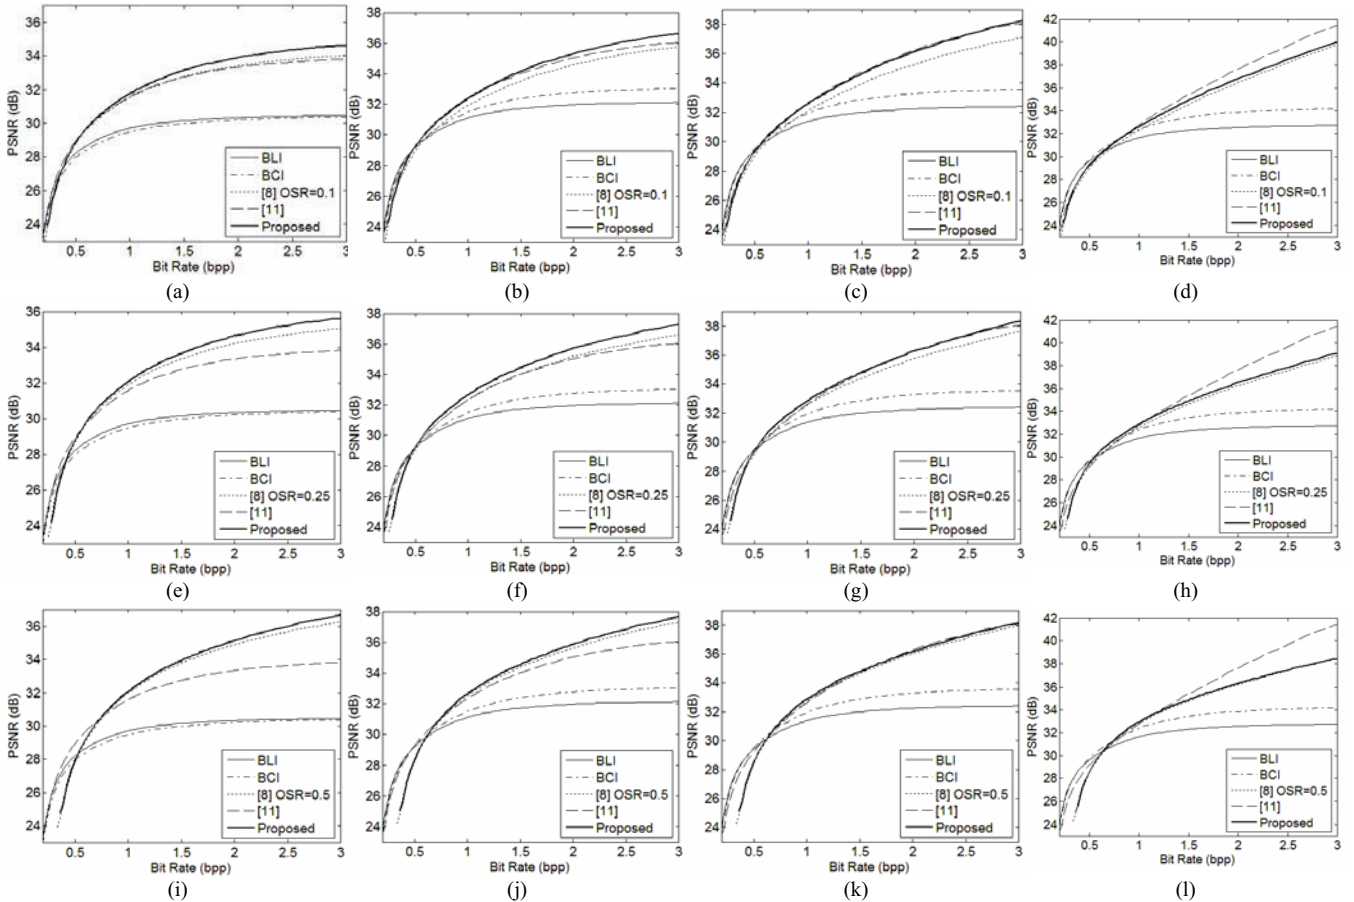 36
34
32
30
28
26
24
PSNR (dB)
BLI
BCI
[8] OSR=0.1
[11]
Proposed
0.5 1 1.5 2 2.5 3
Bit Rate (bpp)
(a)
38
36
34
32
30
28
26
24
PSNR (dB)
BLI
BCI
[8] OSR=0.1
[11]
Proposed
0.5 1 1.5 2 2.5 3
Bit Rate (bpp)
(b)
38
36
34
32
30
28
26
24
PSNR (dB)
BLI
BCI
[8] OSR=0.1
[11]
Proposed
0.5 1 1.5 2 2.5 3
Bit Rate (bpp)
(c)
42
40
38
36
34
32
30
28
26
24
PSNR (dB)
BLI
BCI
[8] OSR=0.1
[11]
Proposed
0.5 1 1.5 2 2.5 3
Bit Rate (bpp)
(d)
36
34
32
30
28
26
24
PSNR (dB)
BLI
BCI
[8] OSR=0.25
[11]
Proposed
0.5 1 1.5 2 2.5 3
Bit Rate (bpp)
(e)
38
36
34
32
30
28
26
24
PSNR (dB)
BLI
BCI
[8] OSR=0.25
[11]
Proposed
0.5 1 1.5 2 2.5 3
Bit Rate (bpp)
(f)
38
36
34
32
30
28
26
24
PSNR (dB)
BLI
BCI
[8] OSR=0.25
[11]
Proposed
0.5 1 1.5 2 2.5 3
Bit Rate (bpp)
(g)
42
40
38
36
34
32
30
28
26
24
PSNR (dB)
BLI
BCI
[8] OSR=0.25
[11]
Proposed
0.5 1 1.5 2 2.5 3
Bit Rate (bpp)
(h)
36
34
32
30
28
26
24
PSNR (dB)
BLI
BCI
[8] OSR=0.5
[11]
Proposed
0.5 1 1.5 2 2.5 3
Bit Rate (bpp)
(i)
38
36
34
32
30
28
26
24
PSNR (dB)
BLI
BCI
[8] OSR=0.5
[11]
Proposed
0.5 1 1.5 2 2.5 3
Bit Rate (bpp)
(j)
38
36
34
32
30
28
26
24
PSNR (dB)
BLI
BCI
[8] OSR=0.5
[11]
Proposed
0.5 1 1.5 2 2.5 3
Bit Rate (bpp)
(k)
42
40
38
36
34
32
30
28
26
24
PSNR (dB)
BLI
BCI
[8] OSR=0.5
[11]
Proposed
0.5 1 1.5 2 2.5 3
Bit Rate (bpp)
(l)